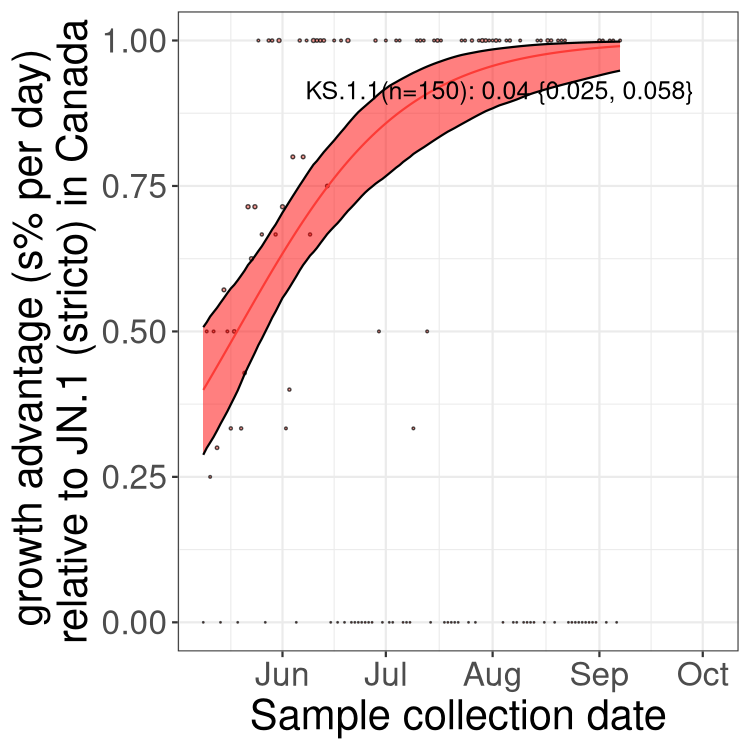 growth advantage (s% per day)
relative to JN.1 (stricto) in Canada
1.00
0.75
0.50
0.25
0.00
KS.1.1(n=150): 0.04 {0.025, 0.058}
Jun Jul Aug Sep Oct
Sample collection date